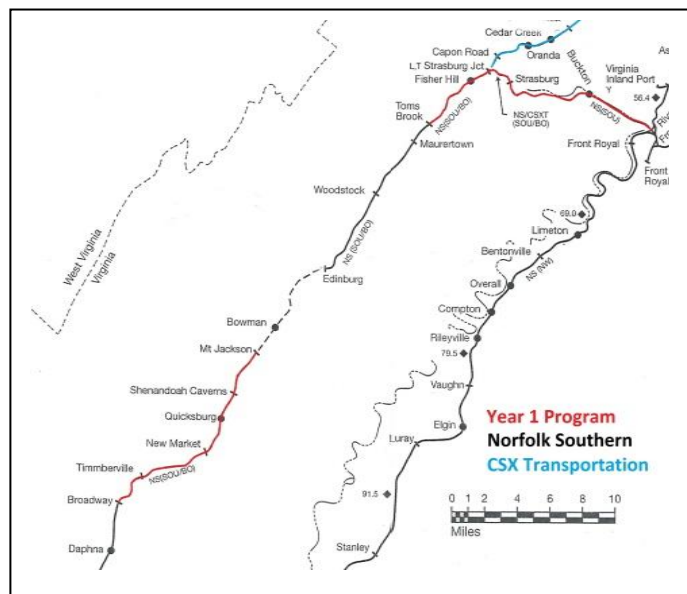 Cedar Creek
Oranda
Capon Road
LT Strasburg Jct
Fisher Hill
Strasburg
Buckton
Virginia
Inland Port
Y
As
56.4
NS(SOU/BO)
NS/CSXT
(SOU/BO)
NS(SOU)
Toms
Brook
Maurertown
Front Royal
Front
Royal
Riv
Woodstock
69.0
Limeton
West Virginia
Virginia
NS (SOU/BO)
Bentonville
NS (NW)
Edinburg
Overall
Bowman
Compton
Mt Jackson
Rileyville
79.5
Shenandoah Caverns
Vaughn
Quicksburg
Elgin
Year 1 Program
New Market
Luray
Norfolk Southern
Timmberville
CSX Transportation
NS(SOU/BO)
Broadway
91.5
0 2 4 6 8 10
Miles
Daphna
Stanley